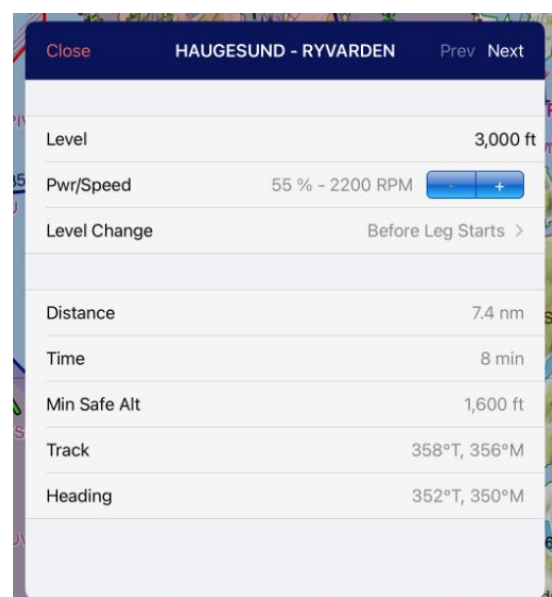 Close HAUGESUND - RYVARDEN Prev Next
Level 3,000 ft
Pwr/Speed 55 % - 2200 RPM - +
Level Change Before Leg Starts >
Distance 7.4 nm
Time 8 min
Min Safe Alt 1,600 ft
Track 358°T, 356°M
Heading 352°T, 350°M